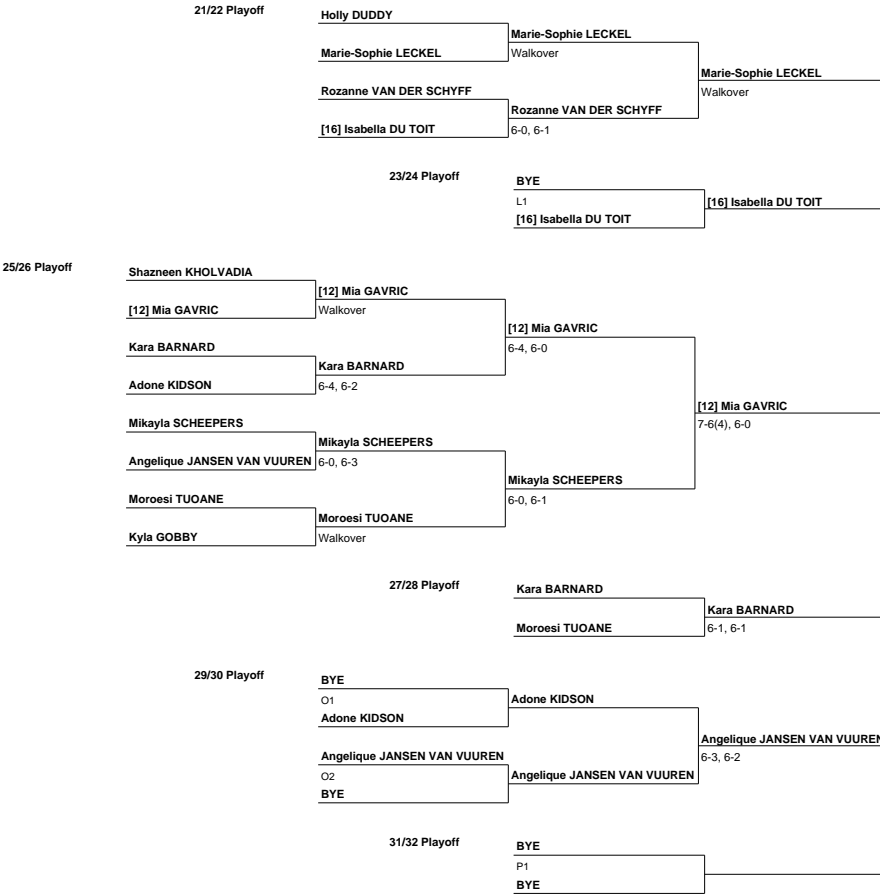 21/22 Playoff
Holly DUDDY
Marie-Sophie LECKEL
Marie-Sophie LECKEL
Walkover
Marie-Sophie LECKEL
Walkover
Rozanne VAN DER SCHYFF
Rozanne VAN DER SCHYFF
[16] Isabella DU TOIT
6-0, 6-1
23/24 Playoff
BYE
L1
[16] Isabella DU TOIT
[16] Isabella DU TOIT
25/26 Playoff
Shazneen KHOLVADIA
[12] Mia GAVRIC
[12] Mia GAVRIC
Walkover
[12] Mia GAVRIC
6-4, 6-0
Kara BARNARD
Kara BARNARD
Adone KIDSON
6-4, 6-2
[12] Mia GAVRIC
7-6(4), 6-0
Mikayla SCHEEPERS
Mikayla SCHEEPERS
Angelique JANSEN VAN VUUREN
6-0, 6-3
Mikayla SCHEEPERS
6-0, 6-1
Moroesi TUOANE
Moroesi TUOANE
Kyla GOBBY
Walkover
27/28 Playoff
Kara BARNARD
Kara BARNARD
Moroesi TUOANE
6-1, 6-1
29/30 Playoff
BYE
O1
Adone KIDSON
Adone KIDSON
Angelique JANSEN VAN VUUREN
6-3, 6-2
Angelique JANSEN VAN VUUREN
O2
Angelique JANSEN VAN VUUREN
BYE
31/32 Playoff
BYE
P1
BYE